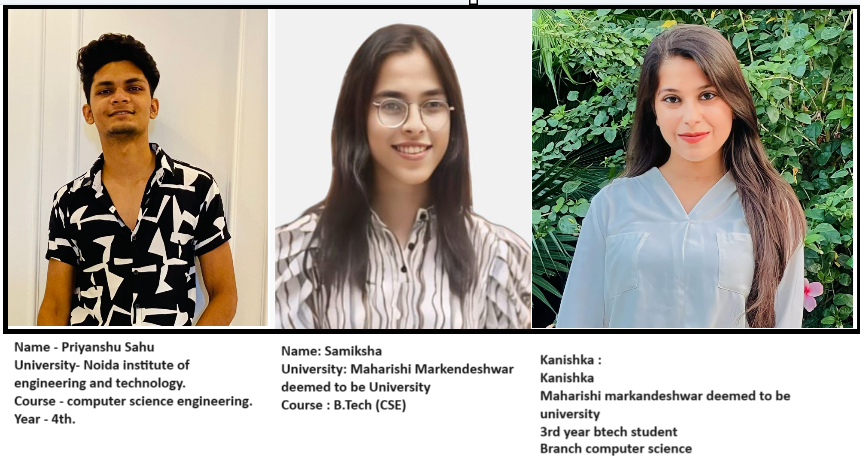 Name - Priyanshu Sahu
University- Noida institute of
engineering and technology.
Course - computer science engineering.
Year - 4th.
Name: Samiksha
University: Maharishi Markendeshwar
deemed to be University
Course : B.Tech (CSE)
Kanishka :
Kanishka
Maharishi markandeshwar deemed to be
university
3rd year btech student
Branch computer science